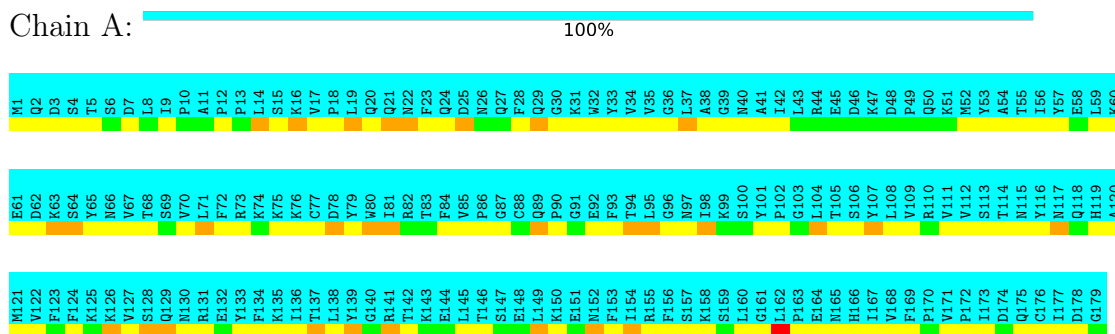 Chain A:
100%
M1 Q2 D3 S4 T5 S6 D7 L8 I9 P10 A11 P12 P13 L14 S15 K16 V17 P18 L19 Q20 Q21 N22 F23 Q24 D25 N26 Q27 F28 Q29 G30 K31 W32 Y33 V34 V35 G36 L37 A38 G39 N40 A41 I42 L43 R44 E45 D46 K47 D48 P49 Q50 K51 M52 Y53 A54 T55 I56 Y57 E58 L59 K60
E61 D62 K63 S64 Y65 N66 V67 T68 S69 V70 L71 F72 R73 K74 K75 K76 C77 D78 Y79 W80 I81 R82 T83 F84 V85 P86 G87 C88 Q89 P90 G91 E92 F93 T94 L95 G96 N97 I98 K99 S100 Y101 P102 G103 L104 T105 S106 Y107 L108 V109 R110 V111 V112 S113 T114 N115 Y116 N117 Q118 H119 A120
M121 V122 F123 F124 K125 K126 V127 S128 Q129 N130 R131 E132 Y133 F134 K135 I136 T137 L138 Y139 G140 R141 T142 K143 E144 L145 T146 S147 E148 L149 K150 E151 N152 F153 I154 R155 F156 S157 K158 S159 L160 G161 L162 P163 E164 N165 H166 I167 V168 F169 P170 V171 P172 I173 D174 Q175 C176 I177 D178 G179